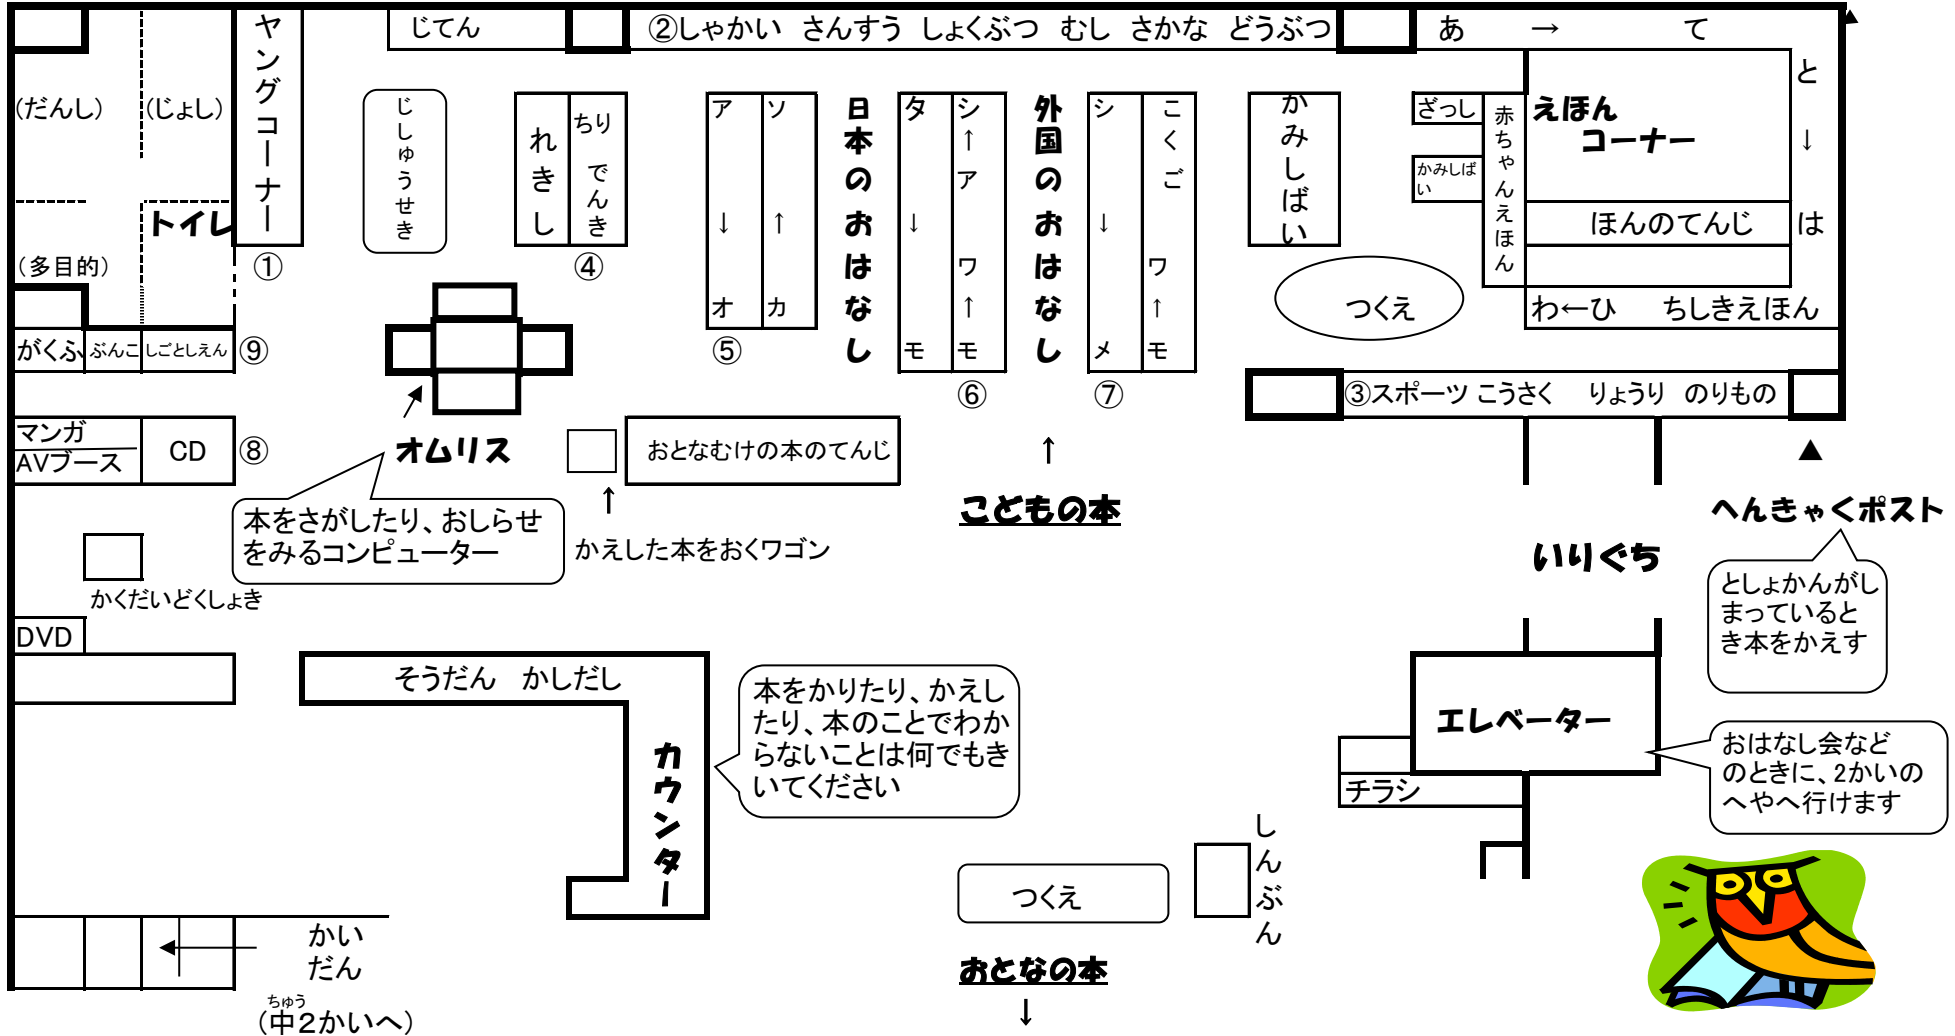 ヤングコーナー
じてん
②しゃかい さんすう しょくぶつ むし さかな どうぶつ
あ → て
と
↓
は
(だんし)
(じょし)
トイレ
(多目的)
①
じしゅうせき
れきし
ちり でんき
④
ア ↓ オ
ソ ↑ カ
⑤
日本のおはなし
タ ↓ モ
シ ↑ ア ワ ↑ モ
⑥
外国のおはなし
シ ↓ メ
こくご ワ ↑ モ
⑦
かみしばい
ざっし
かみしばい
赤ちゃんえほん
えほん
コーナー
ほんのてんじ
わ←ひ ちしきえほん
つくえ
がくふ
ぶんこ
しごとしえん
⑨
③スポーツ こうさく りょうり のりもの
マンガ
AVブース
CD
⑧
オムリス
おとなむけの本のてんじ
↑
こどもの本
▲
へんきゃくポスト
本をさがしたり、おしらせ
をみるコンピューター
↑
かえした本をおくワゴン
いりぐち
としょかんがし
まっていると
き本をかえす
かくだいどくしょき
DVD
そうだん かしだし
カウンター
本をかりたり、かえし
たり、本のことでわか
らないことは何でもき
いてください
エレベーター
おはなし会など
のときに、2かいの
へやへ行けます
チラシ
しんぶん
つくえ
おとなの本
↓
かい
だん
ちゅう
(中2かいへ)